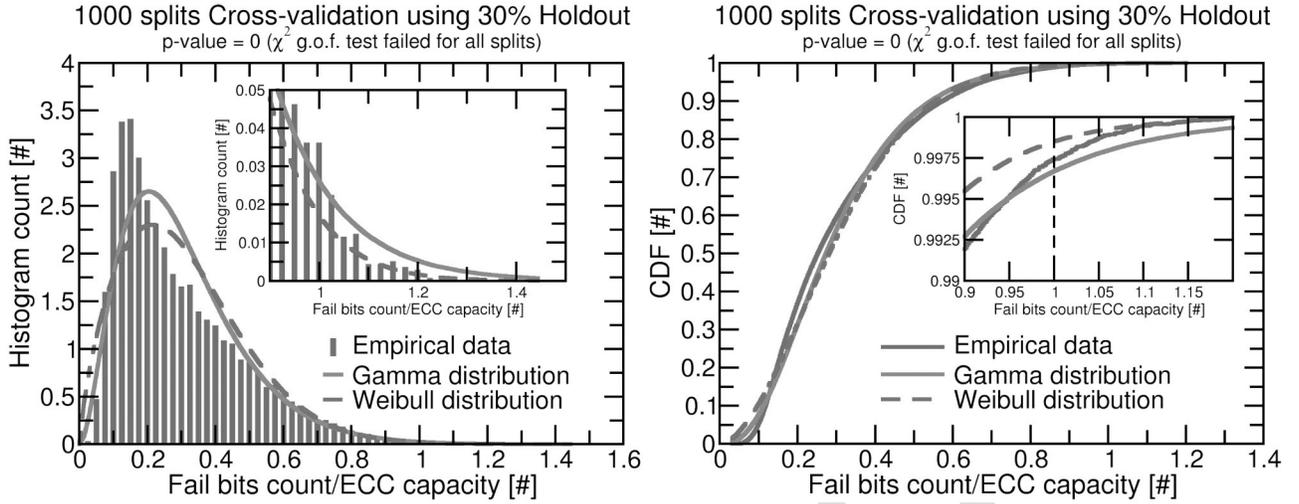 1000 splits Cross-validation using 30% Holdout
p-value = 0 (χ² g.o.f. test failed for all splits)
4
3.5
3
2.5
2
1.5
1
0.5
0
Histogram count [#]
0 0.2 0.4 0.6 0.8 1 1.2 1.4 1.6
Fail bits count/ECC capacity [#]
0.05
0.04
0.03
0.02
0.01
0
Histogram count [#]
1 1.2 1.4
Fail bits count/ECC capacity [#]
Empirical data
Gamma distribution
Weibull distribution
1000 splits Cross-validation using 30% Holdout
p-value = 0 (χ² g.o.f. test failed for all splits)
1
0.9
0.8
0.7
0.6
0.5
0.4
0.3
0.2
0.1
0
CDF [#]
0 0.2 0.4 0.6 0.8 1 1.2 1.4
Fail bits count/ECC capacity [#]
1
0.9975
0.995
0.9925
0.99
CDF [#]
0.9 0.95 1 1.05 1.1 1.15
Fail bits count/ECC capacity [#]
Empirical data
Gamma distribution
Weibull distribution